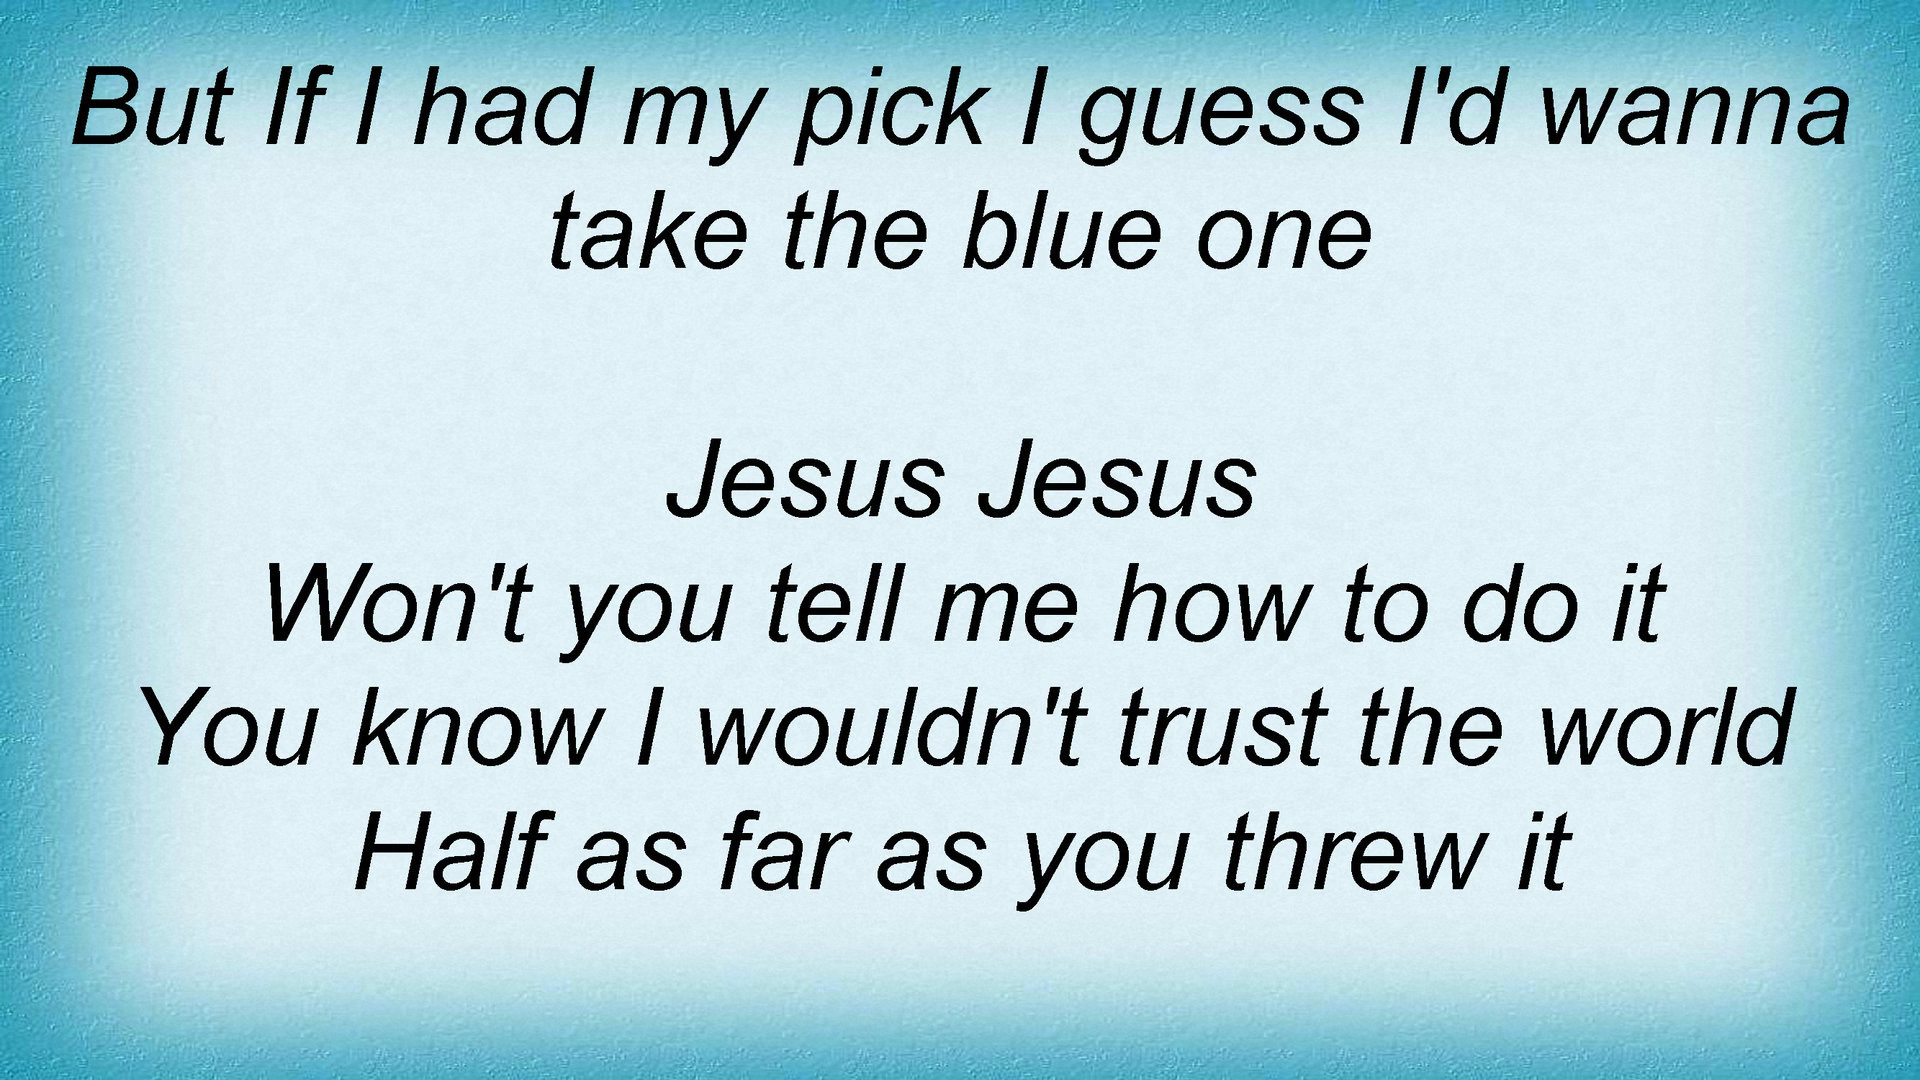 But If I had my pick I guess I'd wanna
take the blue one
Jesus Jesus
Won't you tell me how to do it
You know I wouldn't trust the world
Half as far as you threw it